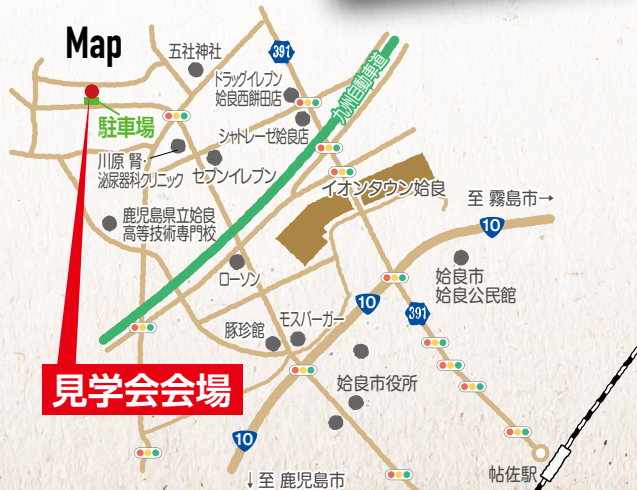 Map
五社神社
391
ドラッグイレブン
姶良西餅田店
九州自動車道
駐車場
シャトレーゼ姶良店
川原 腎・
泌尿器科クリニック
セブンイレブン
イオンタウン姶良
至 霧島市→
10
鹿児島県立姶良
高等技術専門校
ローソン
姶良市
姶良公民館
10
391
豚珍館
モスバーガー
見学会会場
姶良市役所
10
↓至 鹿児島市
帖佐駅